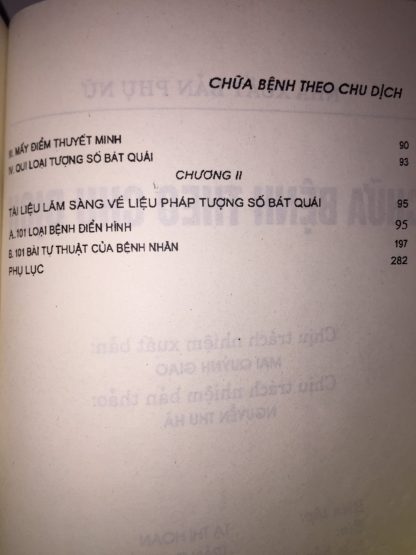 CHỮA BỆNH THEO CHU DỊCH
III. MẤY ĐIỂM THUYẾT MINH 90
IV. QUI LOẠI TƯỢNG SỐ BÁT QUÁI 93
CHƯƠNG II
TÀI LIỆU LÂM SÀNG VỀ LIỆU PHÁP TƯỢNG SỐ BÁT QUÁI 95
A. 101 LOẠI BỆNH ĐIỂN HÌNH 95
B. 101 BÀI TỰ THUẬT CỦA BỆNH NHÂN 197
PHỤ LỤC 282
Chịu trách nhiệm xuất bản:
MAI QUỲNH GIAO
Chịu trách nhiệm bản thảo:
NGUYỄN THU HÀ
TẠ THỊ HOAN